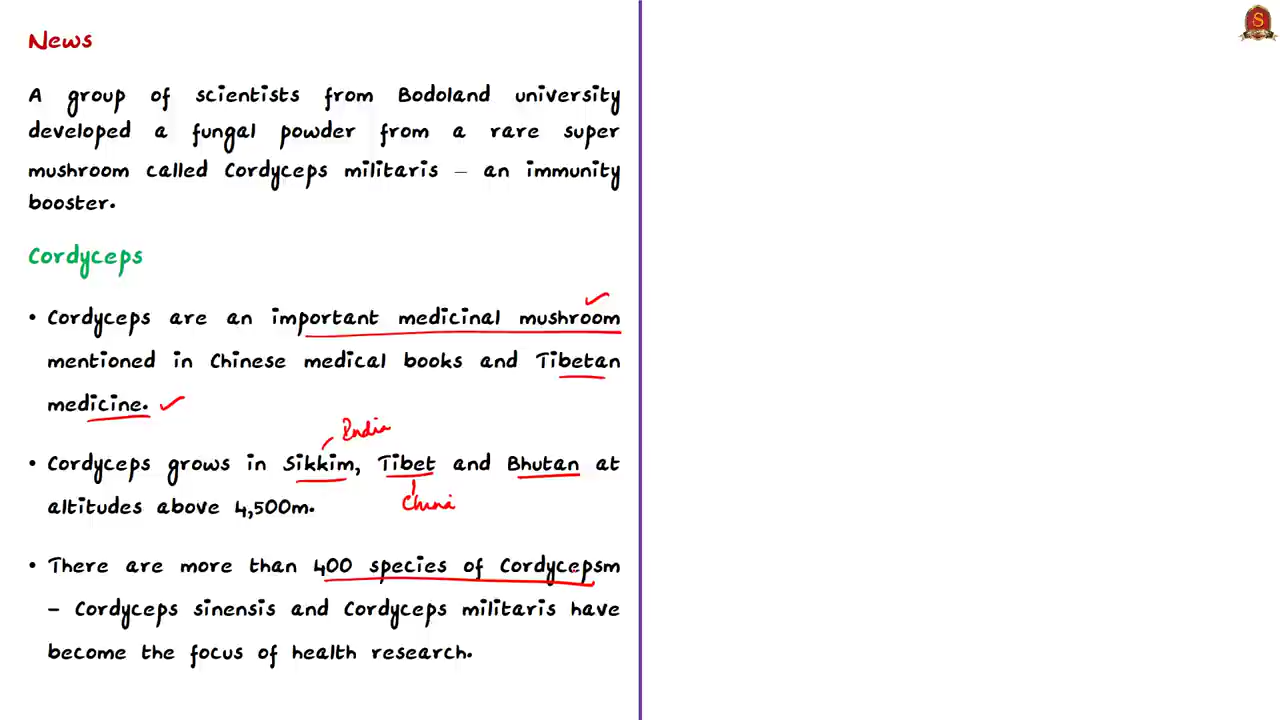 News
A group of scientists from Bodoland university
developed a fungal powder from a rare super
mushroom called Cordyceps militaris – an immunity
booster.
Cordyceps
• Cordyceps are an important medicinal mushroom
mentioned in Chinese medical books and Tibetan
medicine.
India
• Cordyceps grows in Sikkim, Tibet and Bhutan at
altitudes above 4,500m.
China
• There are more than 400 species of Cordycepsm
– Cordyceps sinensis and Cordyceps militaris have
become the focus of health research.
S